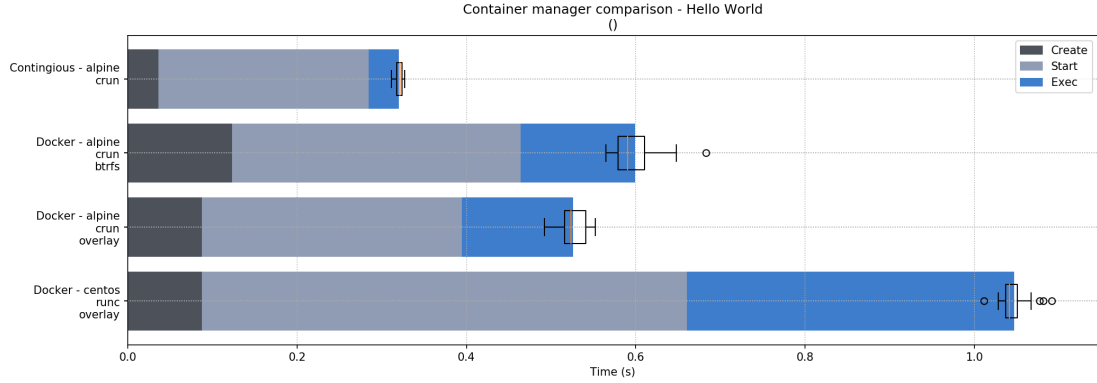 Container manager comparison - Hello World
()
Contingious - alpine
crun
Docker - alpine
crun
btrfs
Docker - alpine
crun
overlay
Docker - centos
runc
overlay
Create
Start
Exec
0.0
0.2
0.4
0.6
0.8
1.0
Time (s)